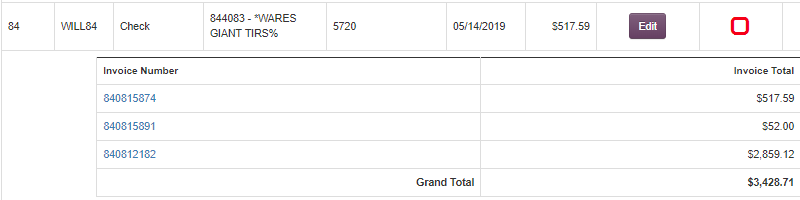 84 WILL84 Check 844083 - *WARES GIANT TIRS% 5720 05/14/2019 $517.59 Edit
Invoice Number Invoice Total
840815874 $517.59
840815891 $52.00
840812182 $2,859.12
Grand Total $3,428.71